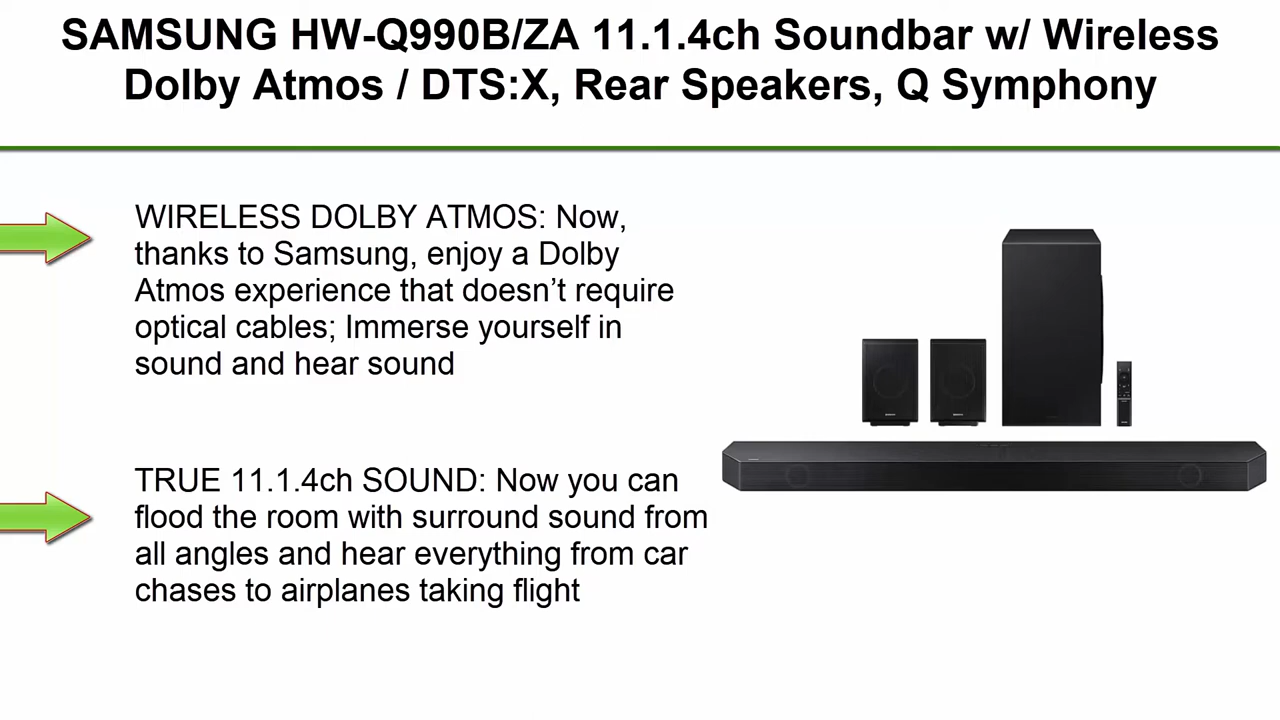 SAMSUNG HW-Q990B/ZA 11.1.4ch Soundbar w/ Wireless
Dolby Atmos / DTS:X, Rear Speakers, Q Symphony
WIRELESS DOLBY ATMOS: Now,
thanks to Samsung, enjoy a Dolby
Atmos experience that doesn’t require
optical cables; Immerse yourself in
sound and hear sound
TRUE 11.1.4ch SOUND: Now you can
flood the room with surround sound from
all angles and hear everything from car
chases to airplanes taking flight